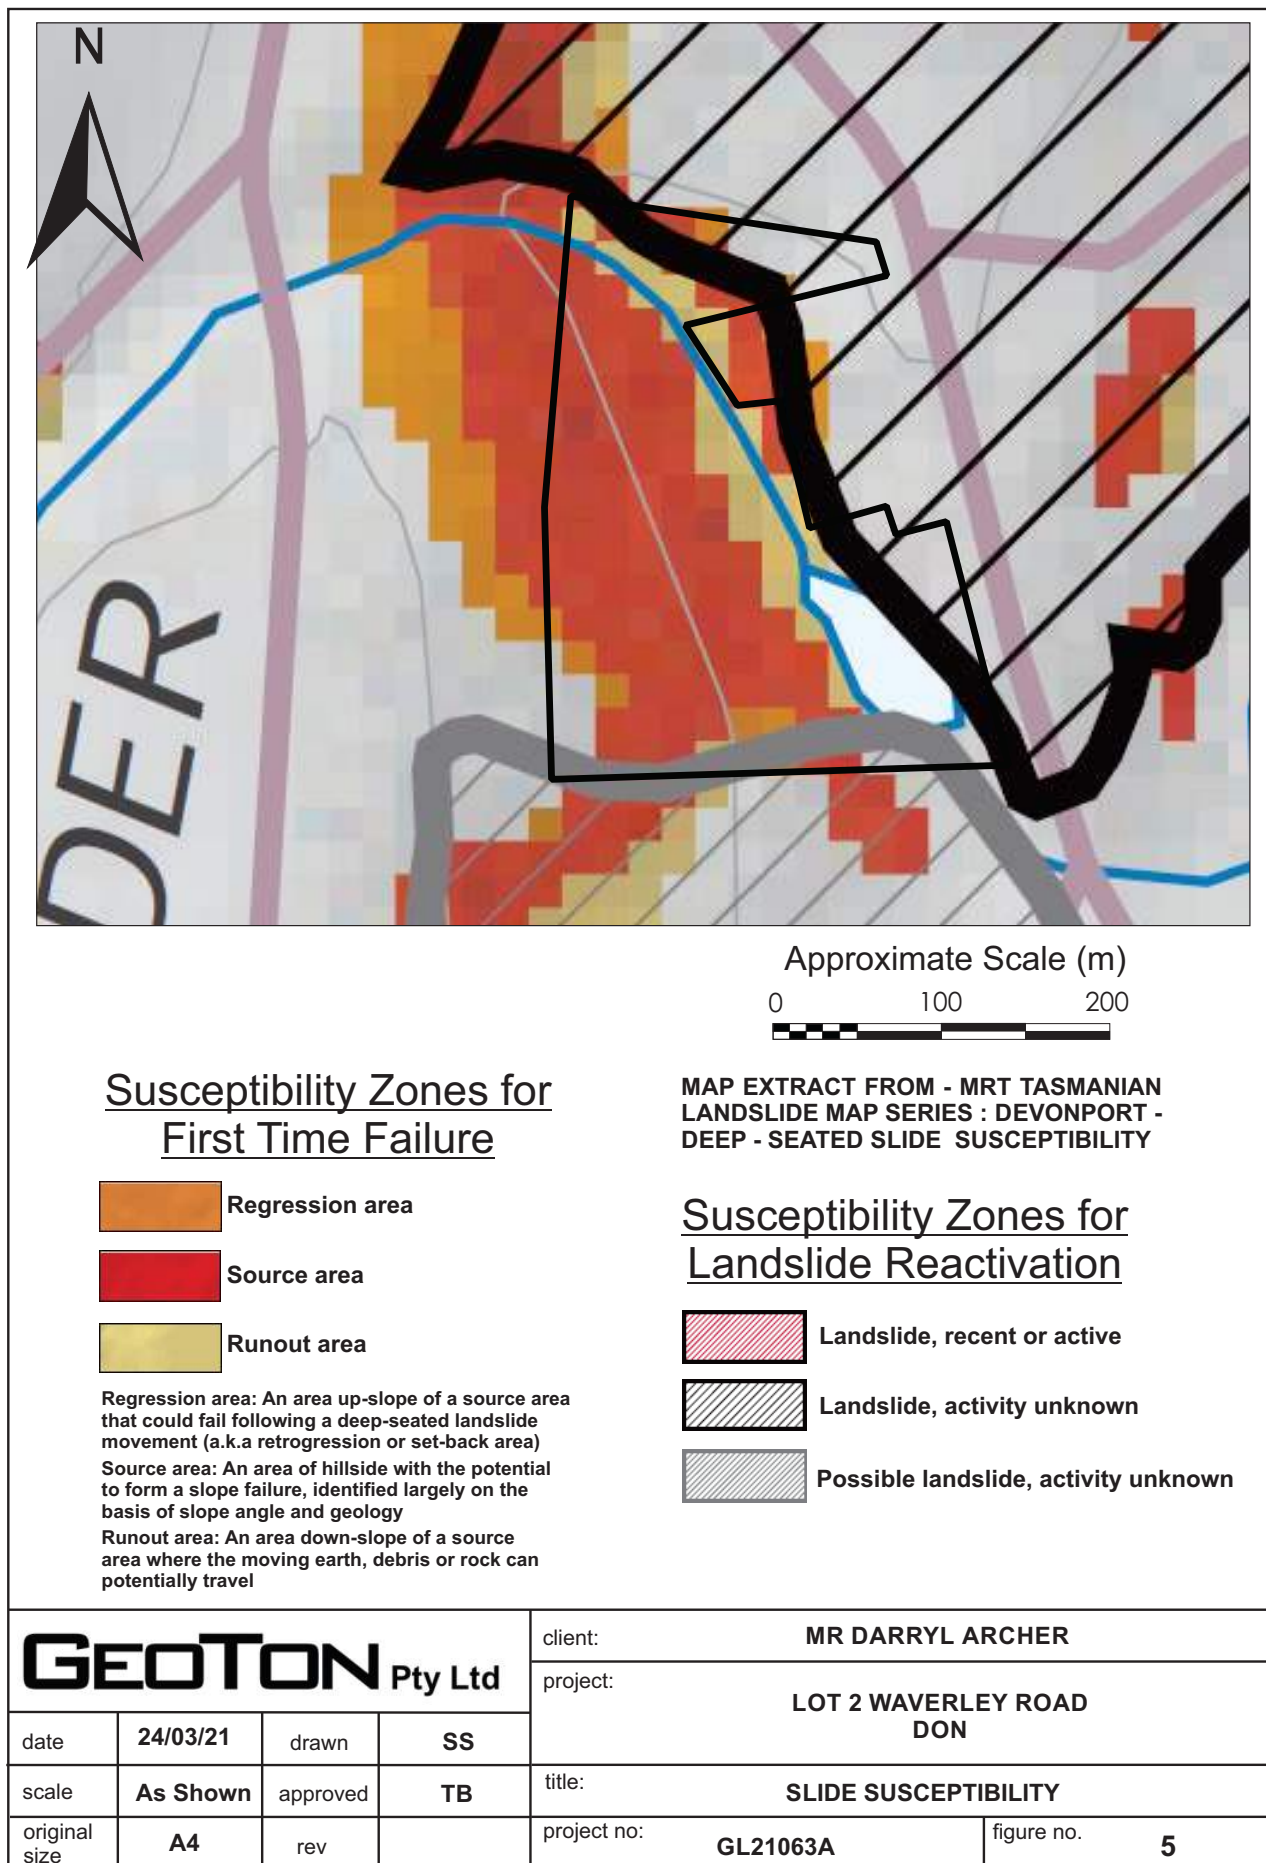 N
DER
Approximate Scale (m)
0 100 200
Susceptibility Zones for
First Time Failure
Regression area
Source area
Runout area
Regression area: An area up-slope of a source area
that could fail following a deep-seated landslide
movement (a.k.a retrogression or set-back area)
Source area: An area of hillside with the potential
to form a slope failure, identified largely on the
basis of slope angle and geology
Runout area: An area down-slope of a source
area where the moving earth, debris or rock can
potentially travel
MAP EXTRACT FROM - MRT TASMANIAN
LANDSLIDE MAP SERIES : DEVONPORT -
DEEP - SEATED SLIDE SUSCEPTIBILITY
Susceptibility Zones for
Landslide Reactivation
Landslide, recent or active
Landslide, activity unknown
Possible landslide, activity unknown
GEOTON Pty Ltd
date 24/03/21 drawn SS
scale As Shown approved TB
original
size A4 rev
client: MR DARRYL ARCHER
project:
LOT 2 WAVERLEY ROAD
DON
title: SLIDE SUSCEPTIBILITY
project no: GL21063A figure no. 5